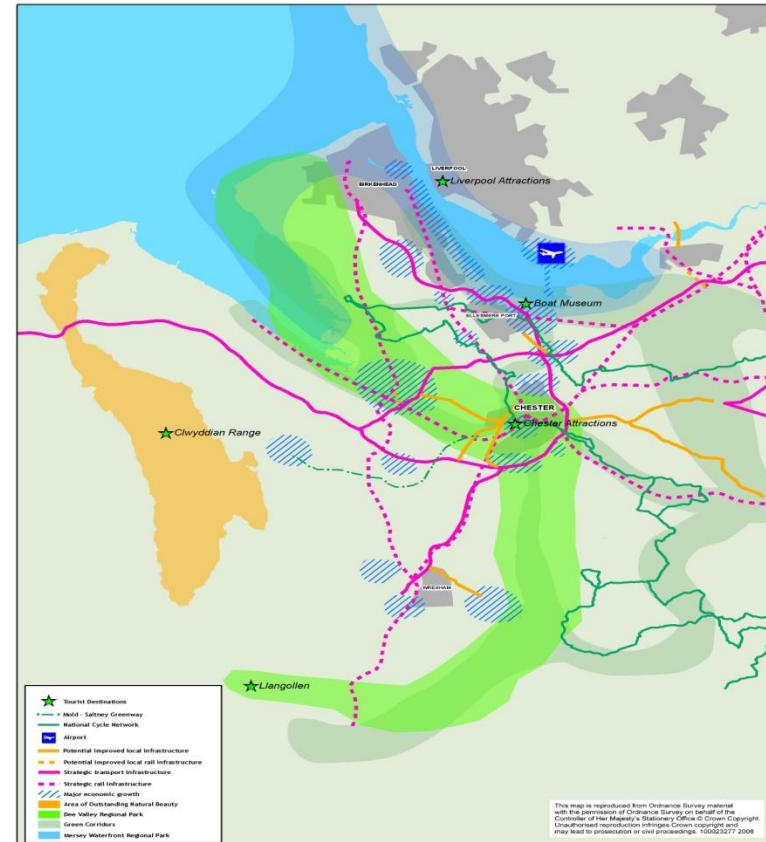 LIVERPOOL
Liverpool Attractions
BIRKENHEAD
Boat Museum
ELLESMERE PORT
CHESTER
Chester Attractions
Clwyddian Range
WREXHAM
Llangollen
Tourist Destinations
Mold - Saltney Greenway
National Cycle Network
Airport
Potential improved local infrastructure
Potential improved local rail infrastructure
Strategic transport infrastructure
Strategic rail infrastructure
Major economic growth
Area of Outstanding Natural Beauty
Dee Valley Regional Park
Green Corridors
Mersey Waterfront Regional Park
This map is reproduced from Ordnance Survey material
with the permission of Ordnance Survey on behalf of the
Controller of Her Majesty's Stationery Office © Crown Copyright.
Unauthorised reproduction infringes Crown copyright and
may lead to prosecution or civil proceedings. 100023277 2008